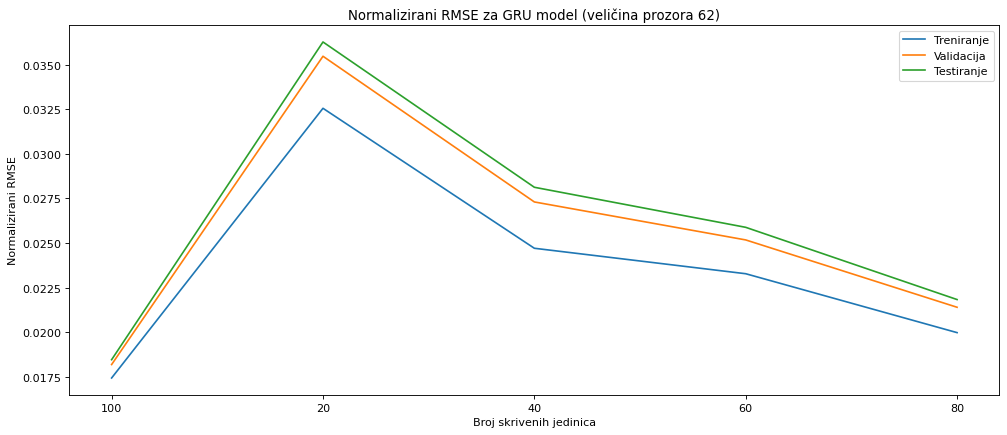 Normalizirani RMSE za GRU model (veličina prozora 62)
Treniranje
Validacija
Testiranje
Normalizirani RMSE
0.0350
0.0325
0.0300
0.0275
0.0250
0.0225
0.0200
0.0175
100 20 40 60 80
Broj skrivenih jedinica